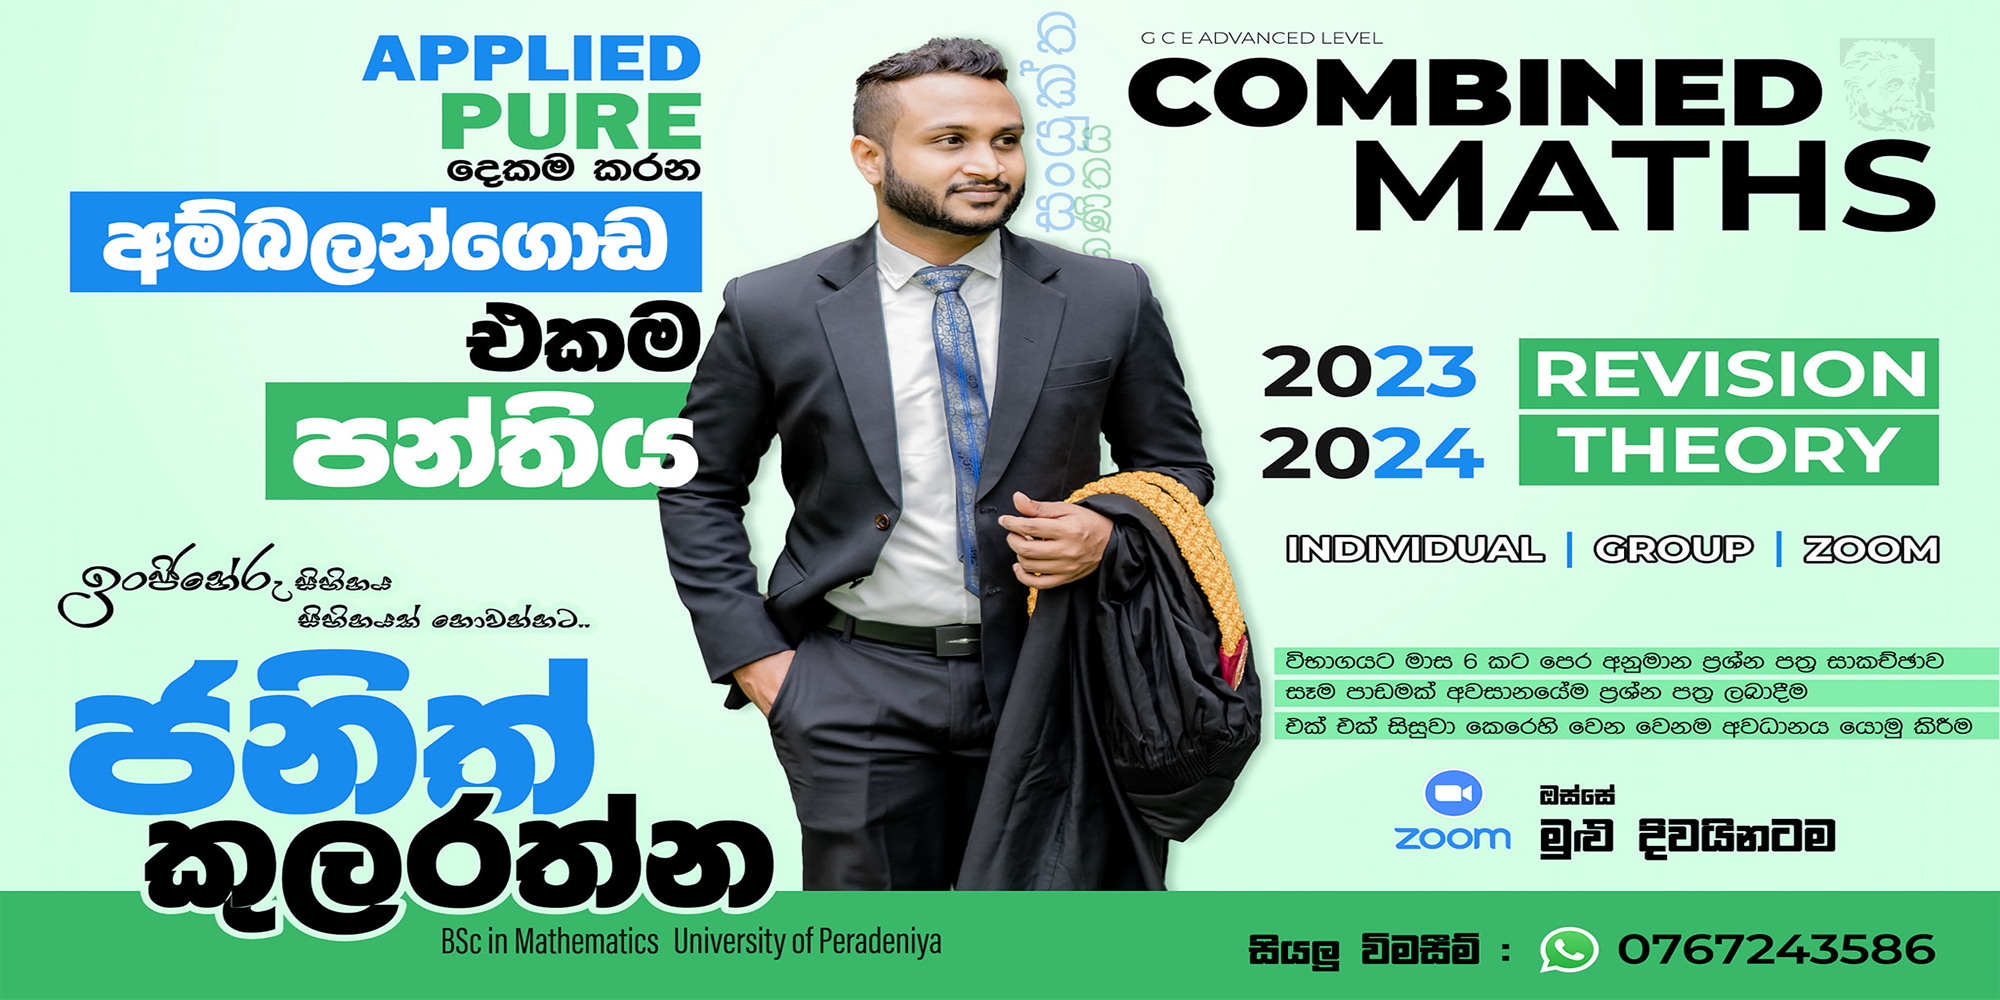 APPLIED
PURE
දෙකම කරන
අම්බලන්ගොඩ
එකම
පන්තිය
ඉංජිනේරු සිහිනය
සිහිනයක් නොවන්නට..
ජනිත්
කුලරත්න
BSc in Mathematics University of Peradeniya
සංයුක්ත
ගණිතය
G C E ADVANCED LEVEL
COMBINED
MATHS
2023 REVISION
2024 THEORY
INDIVIDUAL | GROUP | ZOOM
විභාගයට මාස 6 කට පෙර අනුමාන ප්‍රශ්න පත්‍ර සාකච්ඡාව
සෑම පාඩමක් අවසානයේම ප්‍රශ්න පත්‍ර ලබාදීම
එක් එක් සිසුවා කෙරෙහි වෙන වෙනම අවධානය යොමු කිරීම
zoom
ඔස්සේ
මුළු දිවයිනටම
සියලු විමසීම් : 0767243586